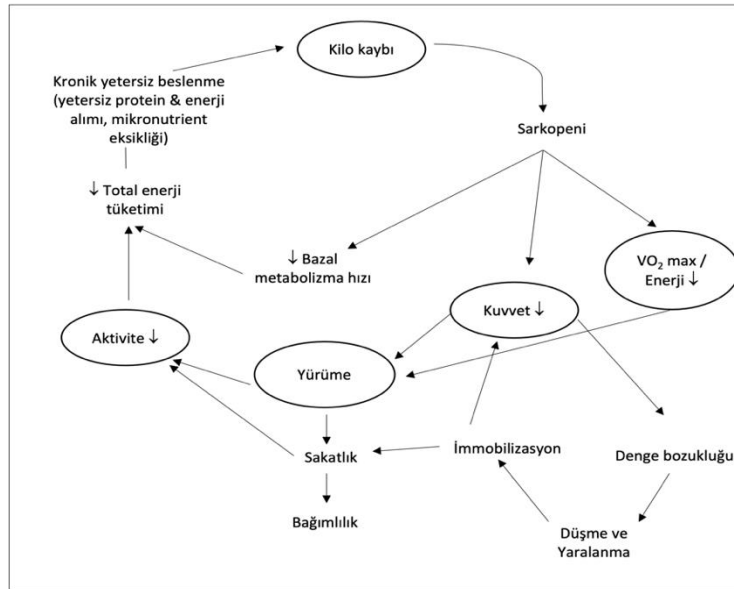 Kilo kaybı
Kronik yetersiz beslenme
(yetersiz protein & enerji
alımı, mikronutrient
eksikliği)
Sarkopeni
↓ Total enerji
tüketimi
↓ Bazal
metabolizma hızı
VO₂ max /
Enerji ↓
Kuvvet ↓
Aktivite ↓
Yürüme
Sakatlık
İmmobilizasyon
Denge bozukluğu
Bağımlılık
Düşme ve
Yaralanma